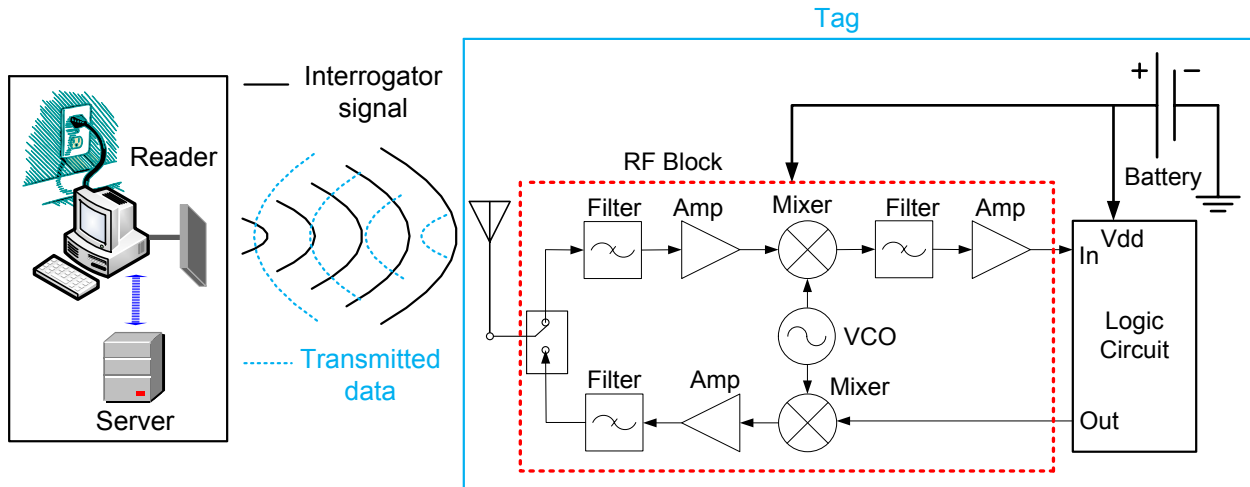 Tag
Interrogator
signal
Reader
Server
Transmitted
data
+
−
Battery
RF Block
Filter
Amp
Mixer
Filter
Amp
Vdd
In
VCO
Logic
Circuit
Filter
Amp
Mixer
Out